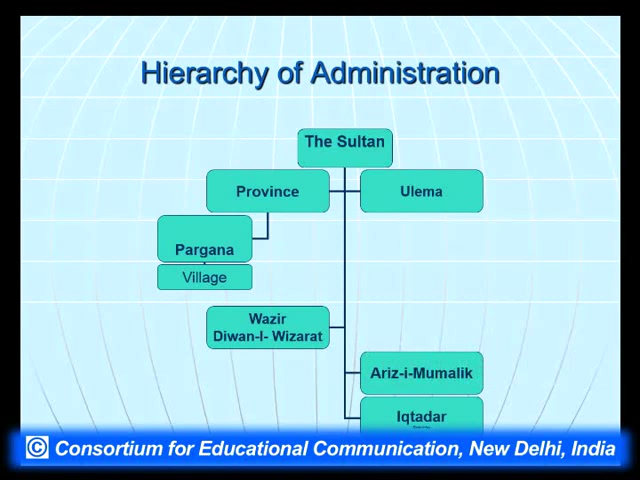 Hierarchy of Administration
The Sultan
Province
Ulema
Pargana
Village
Wazir
Diwan-I- Wizarat
Ariz-i-Mumalik
Iqtadar
© Consortium for Educational Communication, New Delhi, India